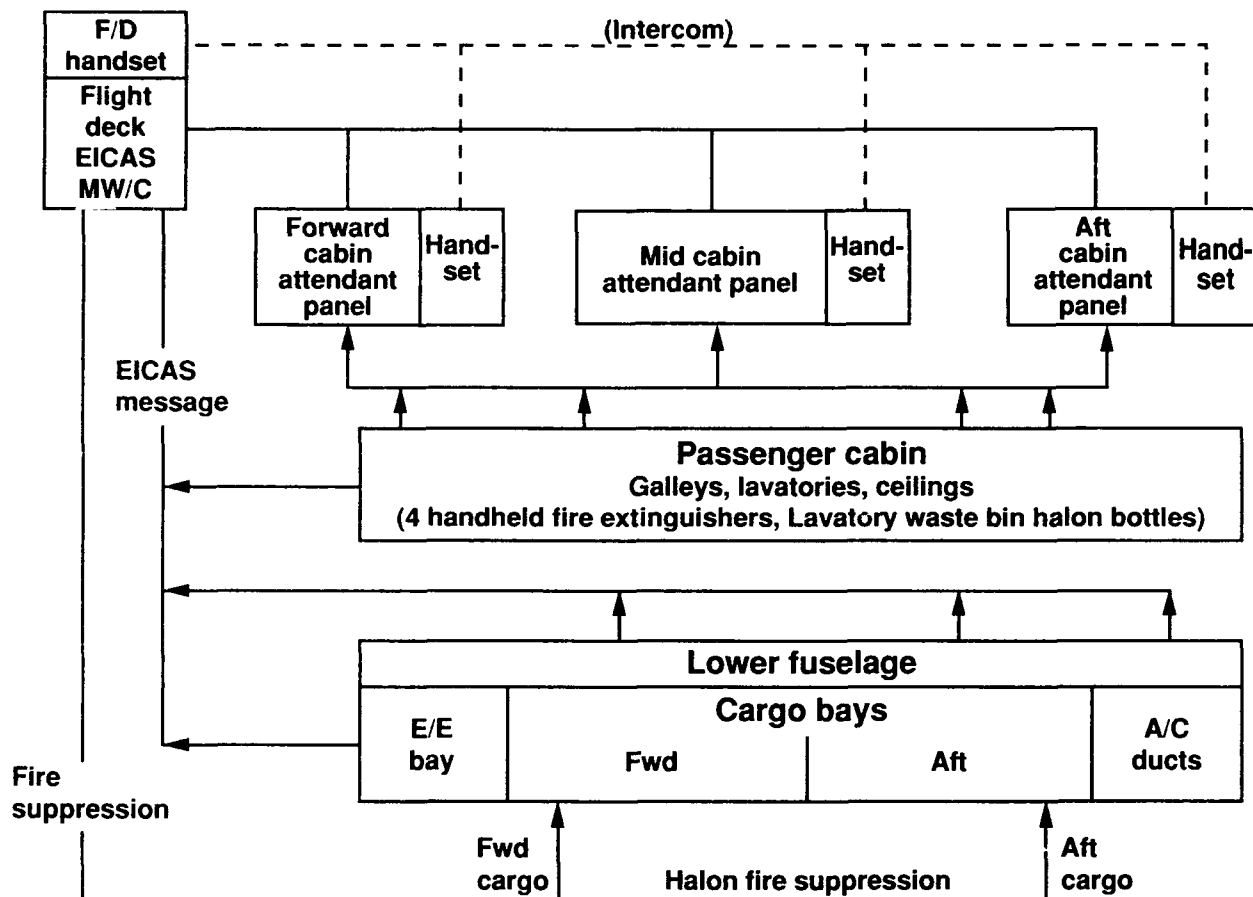 F/D
handset
(Intercom)
Flight
deck
EICAS
MW/C
Forward
cabin
attendant
panel
Hand-
set
Mid cabin
attendant panel
Hand-
set
Aft
cabin
attendant
panel
Hand-
set
EICAS
message
Passenger cabin
Galleys, lavatories, ceilings
(4 handheld fire extinguishers, Lavatory waste bin halon bottles)
Lower fuselage
E/E
bay
Cargo bays
Fwd
Aft
A/C
ducts
Fire
suppression
Fwd
cargo
Halon fire suppression
Aft
cargo